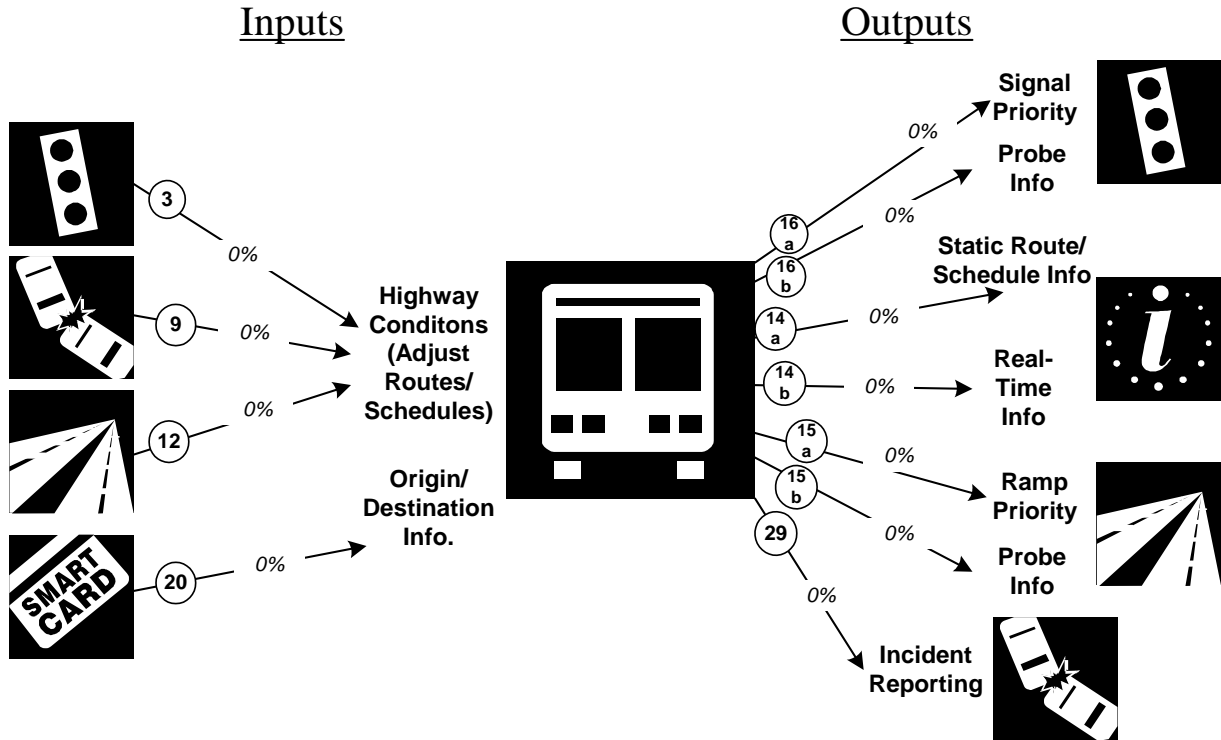 Inputs
Outputs
3
0%
9
0%
12
0%
20
0%
SMART
CARD
Highway
Conditons
(Adjust
Routes/
Schedules)
Origin/
Destination
Info.
16
a
0%
Signal
Priority
16
b
0%
Probe
Info
14
a
0%
Static Route/
Schedule Info
i
14
b
0%
Real-
Time
Info
15
a
0%
Ramp
Priority
15
b
0%
Probe
Info
29
0%
Incident
Reporting